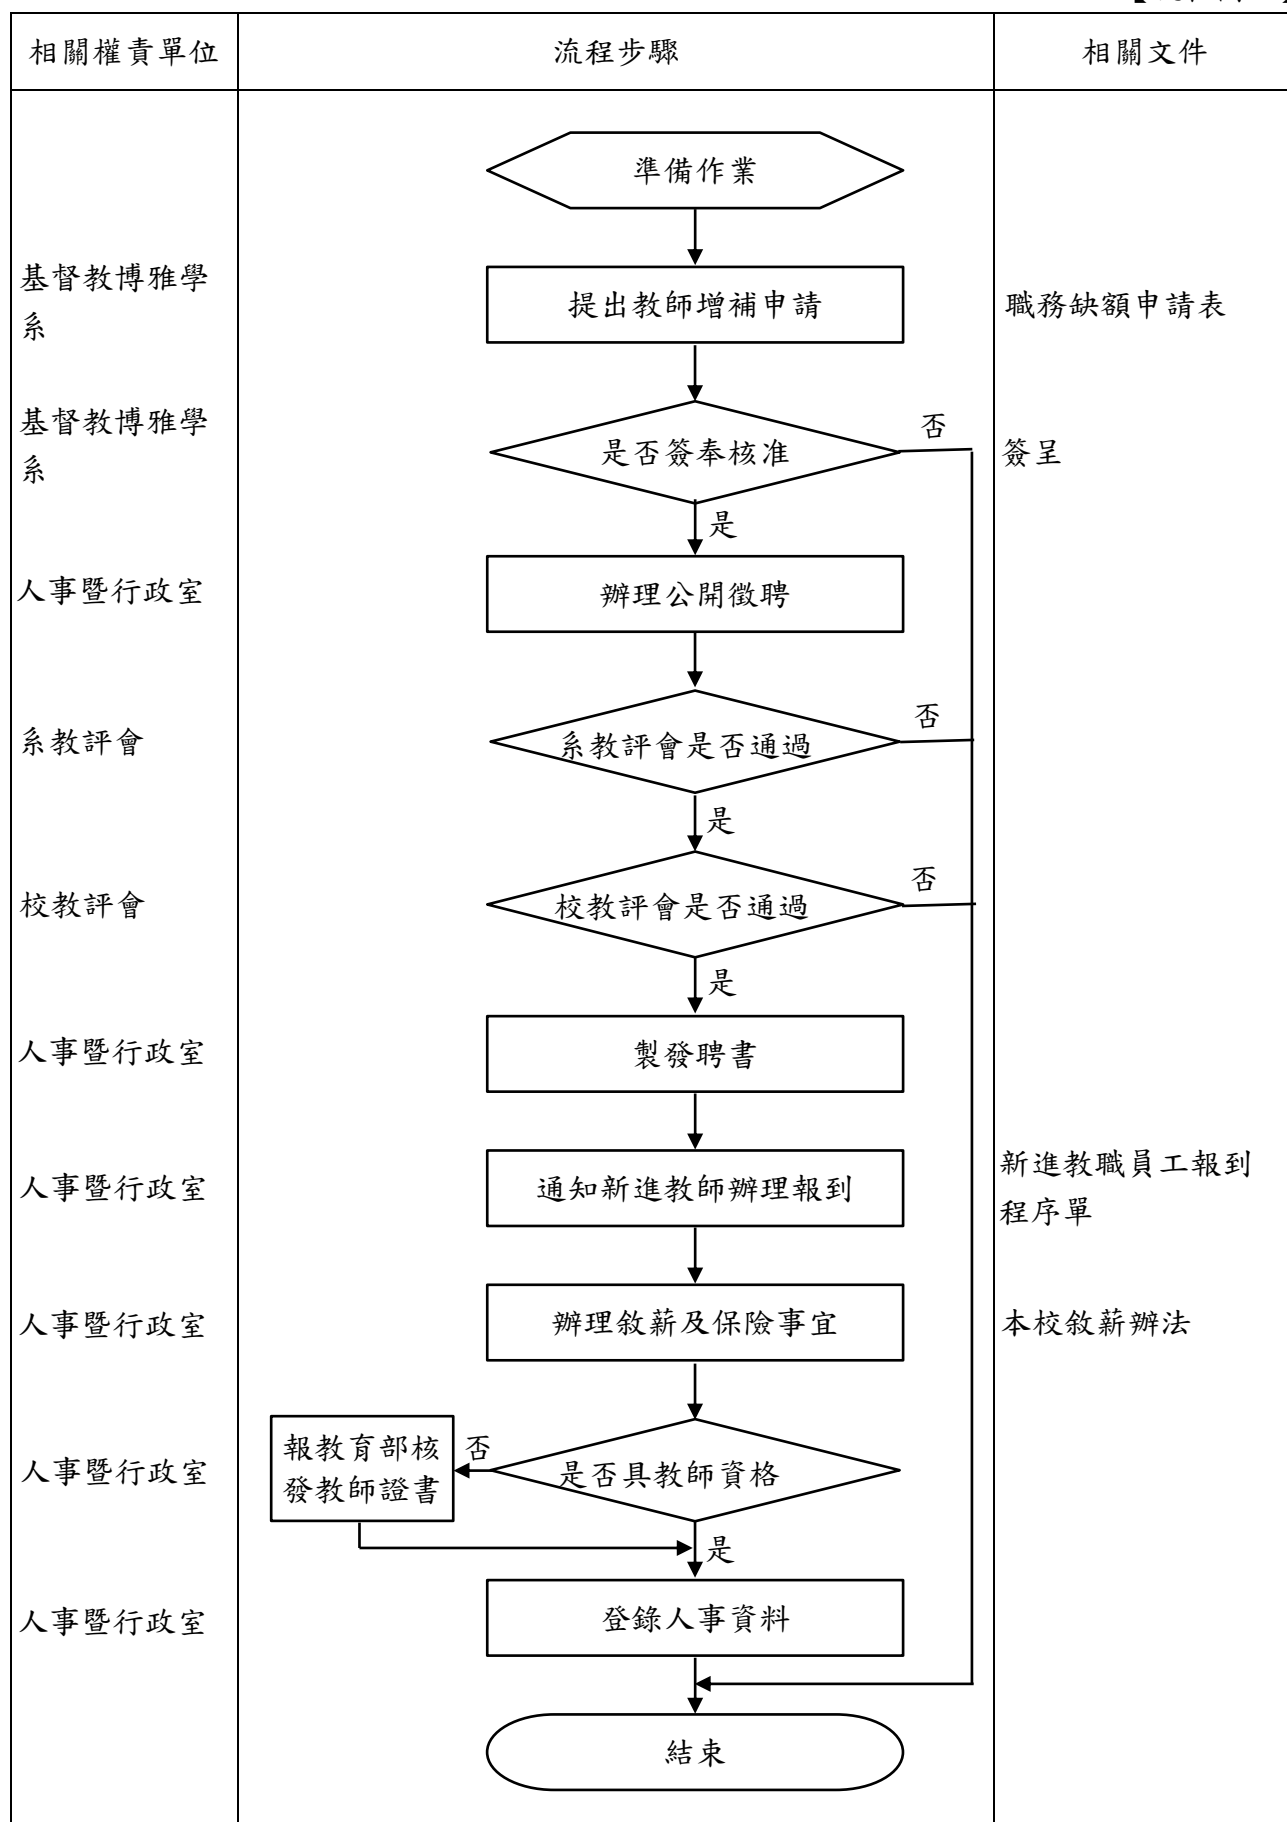 相關權責單位
流程步驟
相關文件
準備作業
基督教博雅學
系
提出教師增補申請
職務缺額申請表
基督教博雅學
系
是否簽奉核准
否
簽呈
是
人事暨行政室
辦理公開徵聘
系教評會
系教評會是否通過
否
是
校教評會
校教評會是否通過
否
是
人事暨行政室
製發聘書
人事暨行政室
通知新進教師辦理報到
新進教職員工報到
程序單
人事暨行政室
辦理敘薪及保險事宜
本校敘薪辦法
人事暨行政室
報教育部核
發教師證書
否
是否具教師資格
是
人事暨行政室
登錄人事資料
結束